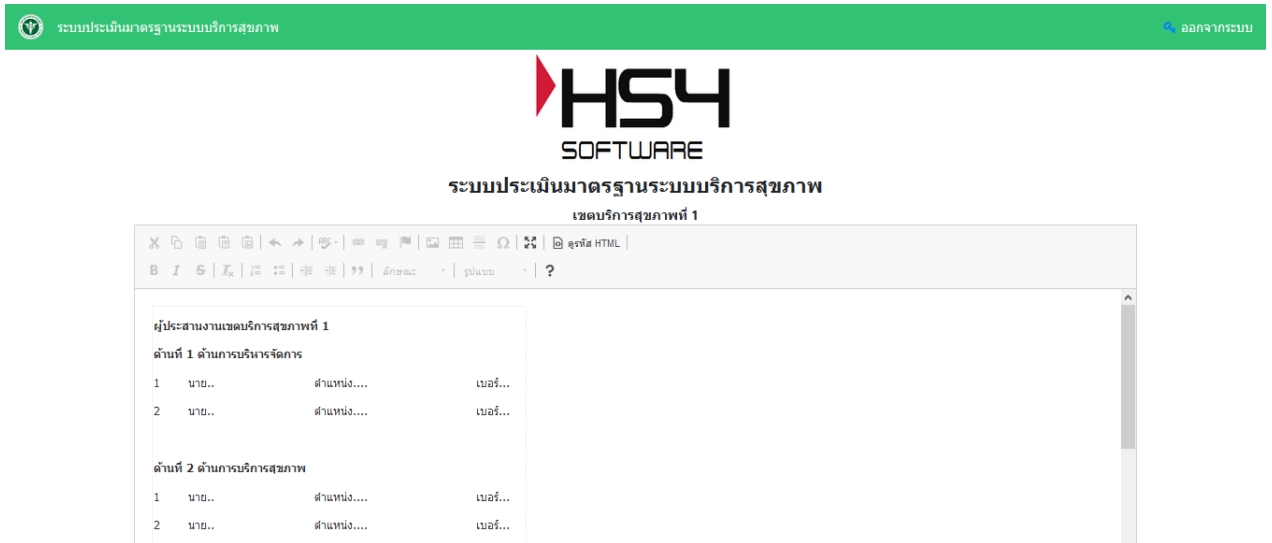 ระบบประเมินมาตรฐานระบบบริการสุขภาพ ออกจากระบบ
HS4
SOFTWARE
ระบบประเมินมาตรฐานระบบบริการสุขภาพ
เขตบริการสุขภาพที่ 1
ABC Ω ดูรหัส HTML
B I S Ix ลักษณะ รูปแบบ ?
ผู้ประสานงานเขตบริการสุขภาพที่ 1
ด้านที่ 1 ด้านการบริหารจัดการ
1 นาย.. ตำแหน่ง.... เบอร์...
2 นาย.. ตำแหน่ง.... เบอร์...
ด้านที่ 2 ด้านการบริการสุขภาพ
1 นาย.. ตำแหน่ง.... เบอร์...
2 นาย.. ตำแหน่ง.... เบอร์...